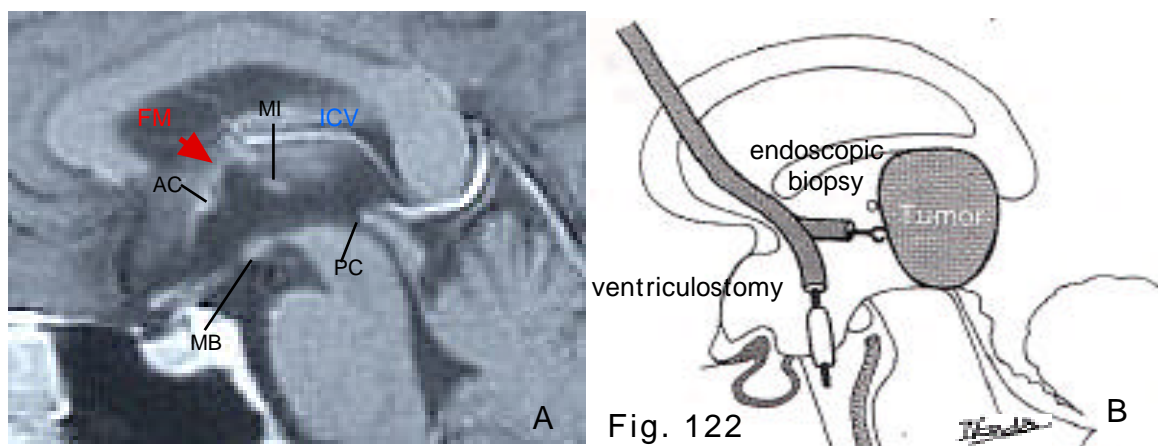 FM
MI
ICV
AC
PC
MB
A
endoscopic
biopsy
Tumor
ventriculostomy
Fig. 122
B